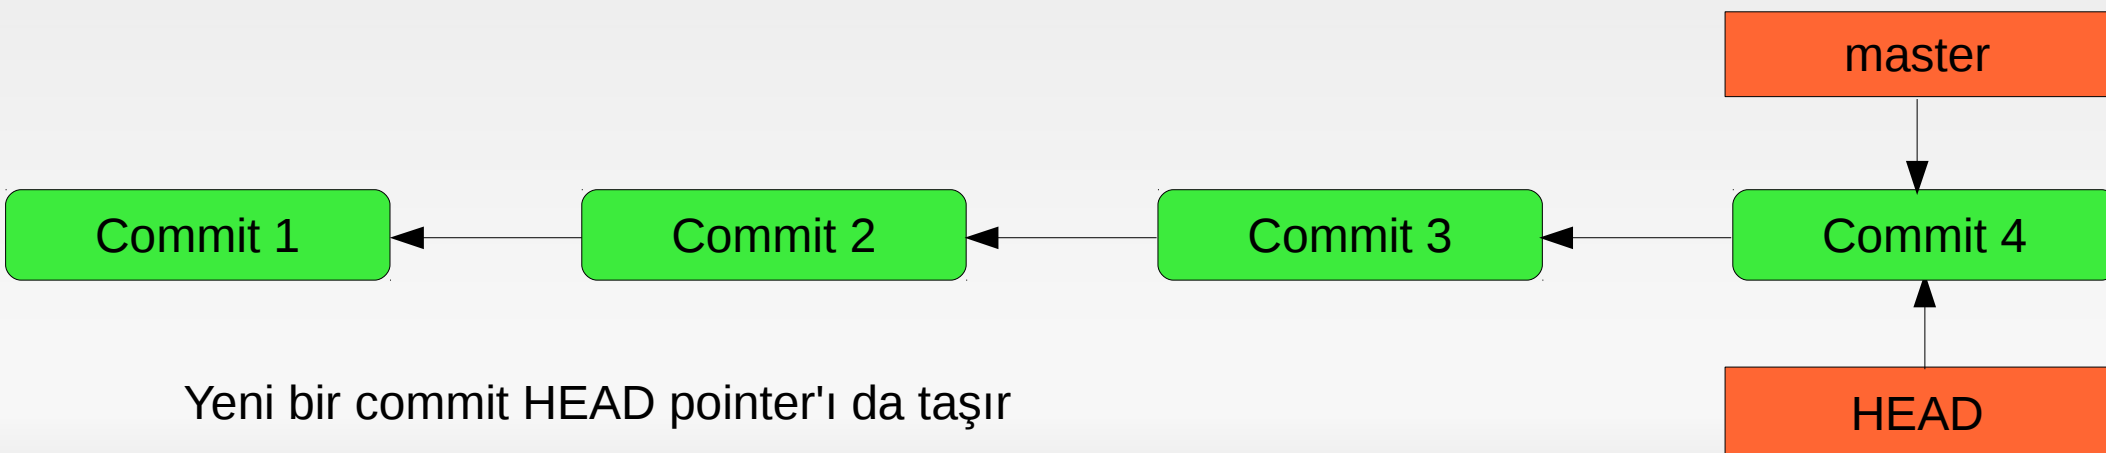 master
Commit 1
Commit 2
Commit 3
Commit 4
Yeni bir commit HEAD pointer'ı da taşır
HEAD